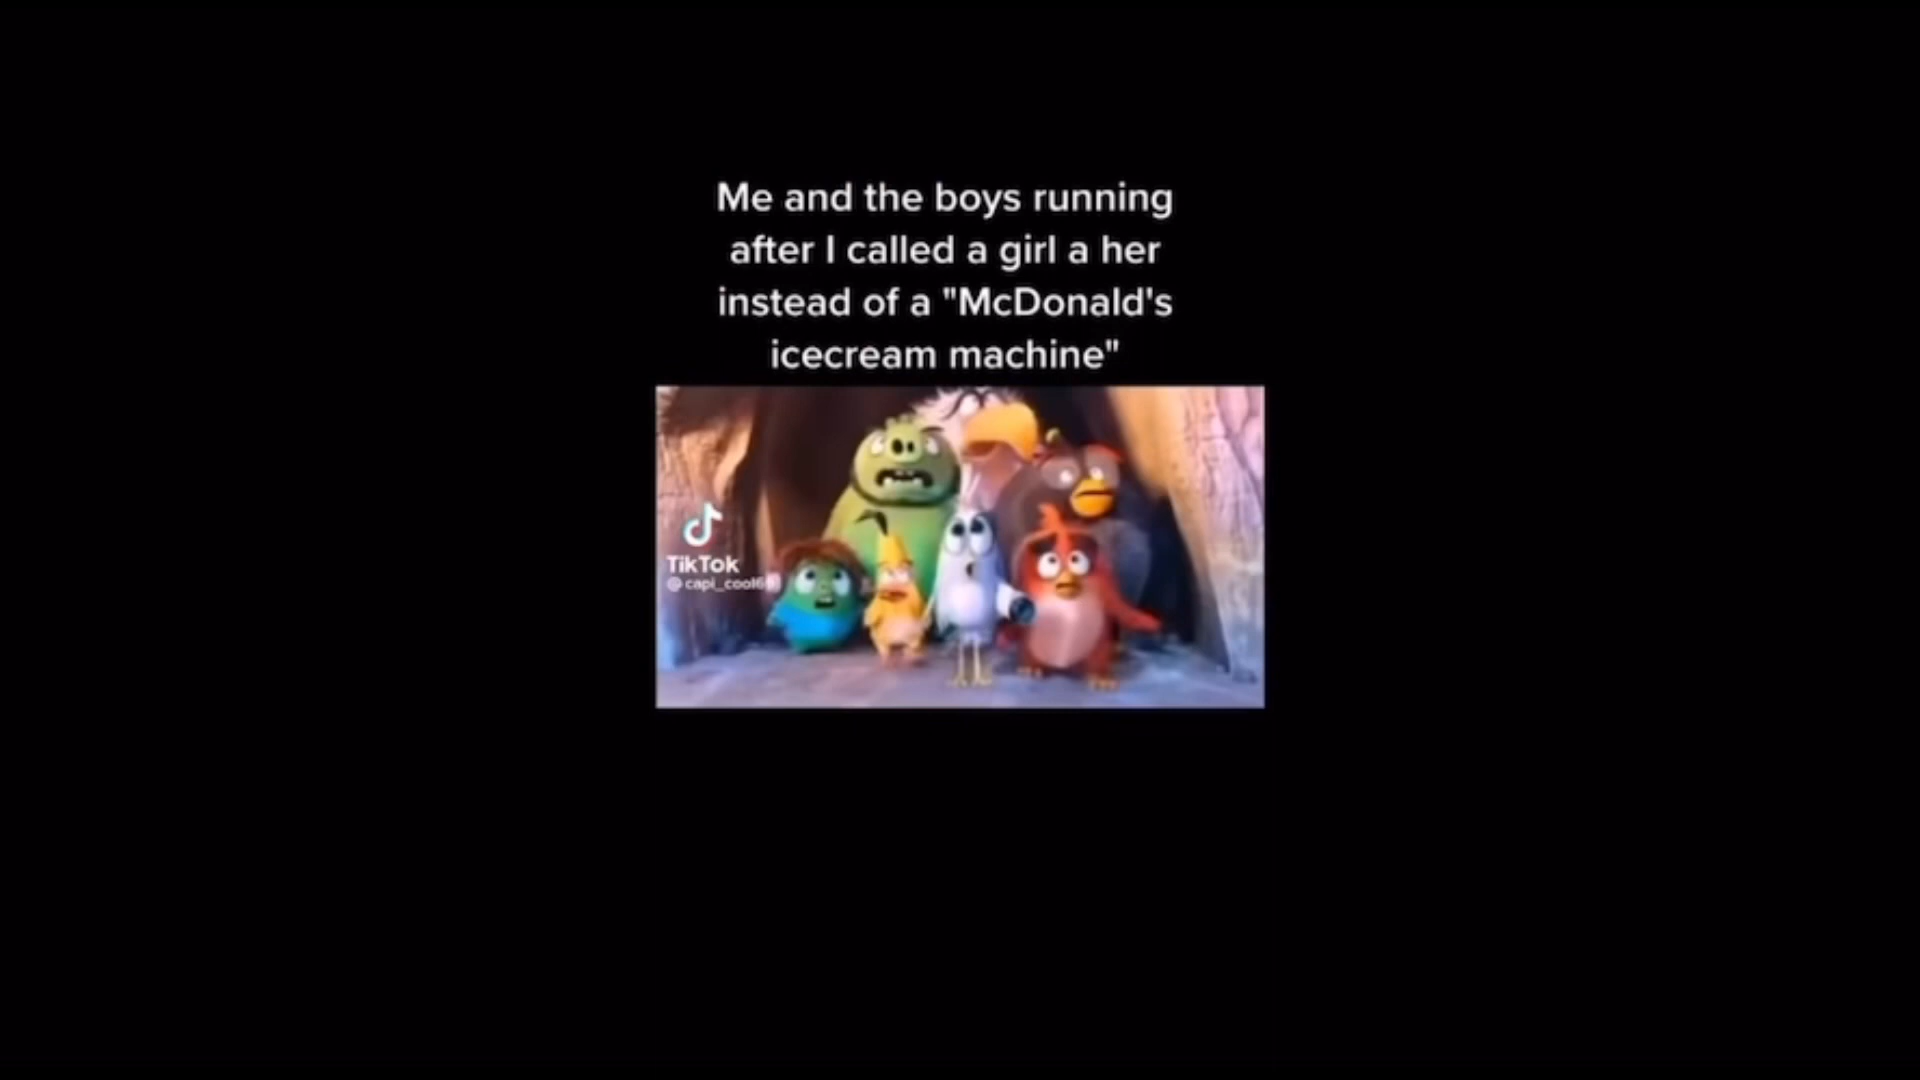 Me and the boys running
after I called a girl a her
instead of a "McDonald's
icecream machine"
TikTok